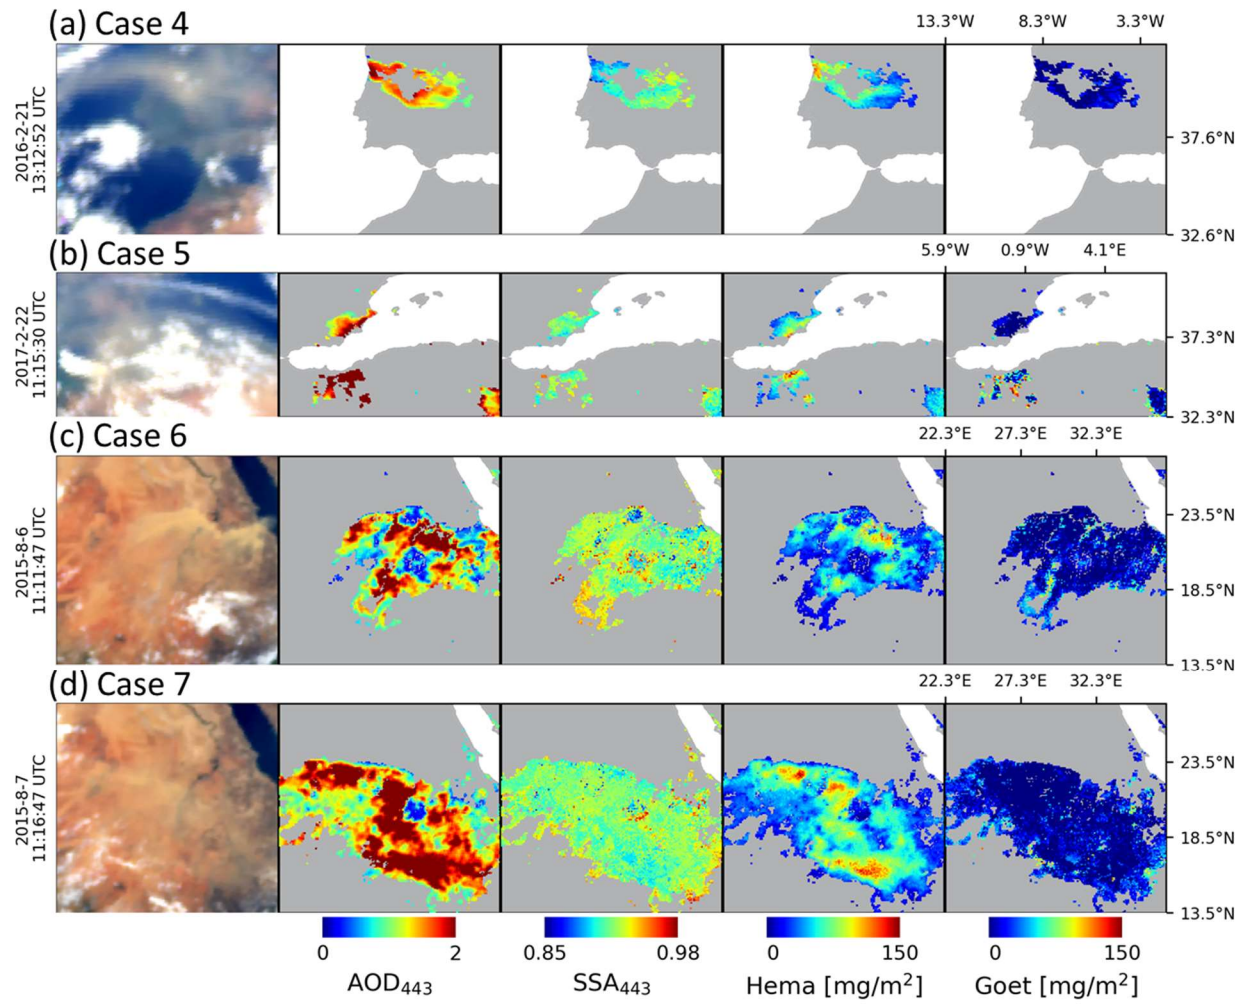 (a) Case 4
13.3°W 8.3°W 3.3°W
2016-2-21
13:12:52 UTC
37.6°N
32.6°N
(b) Case 5
5.9°W 0.9°W 4.1°E
2017-2-22
11:15:30 UTC
37.3°N
32.3°N
(c) Case 6
22.3°E 27.3°E 32.3°E
2015-8-6
11:11:47 UTC
23.5°N
18.5°N
13.5°N
(d) Case 7
22.3°E 27.3°E 32.3°E
2015-8-7
11:16:47 UTC
23.5°N
18.5°N
13.5°N
0 2 0.85 0.98 0 150 0 150
AOD₄₄₃ SSA₄₄₃ Hema [mg/m²] Goet [mg/m²]